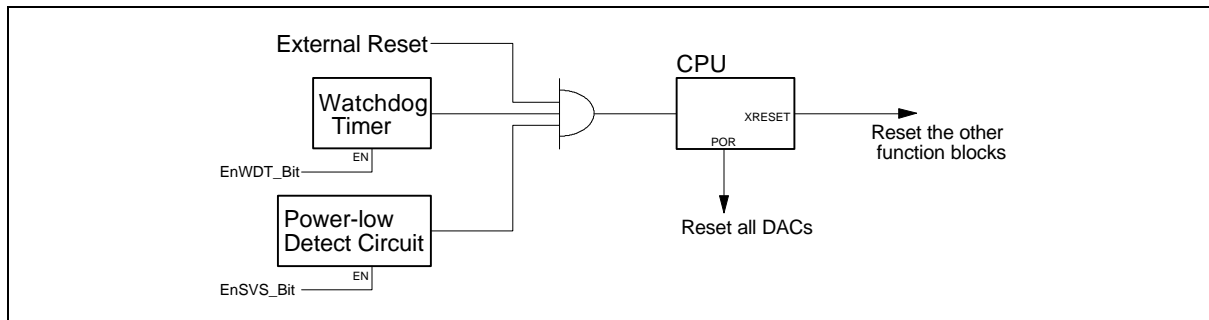 External Reset
CPU
Watchdog
Timer
XRESET
Reset the other
function blocks
EN
POR
EnWDT_Bit
Power-low
Detect Circuit
Reset all DACs
EN
EnSVS_Bit